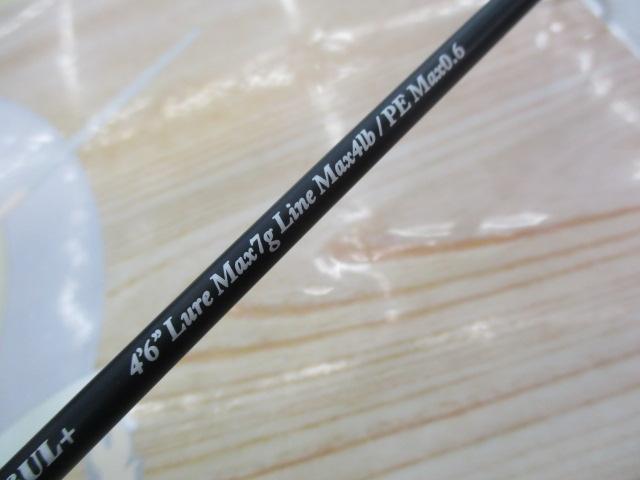 UL+ 4'6” Lure Max7g Line Max4lb / PE Max0.6